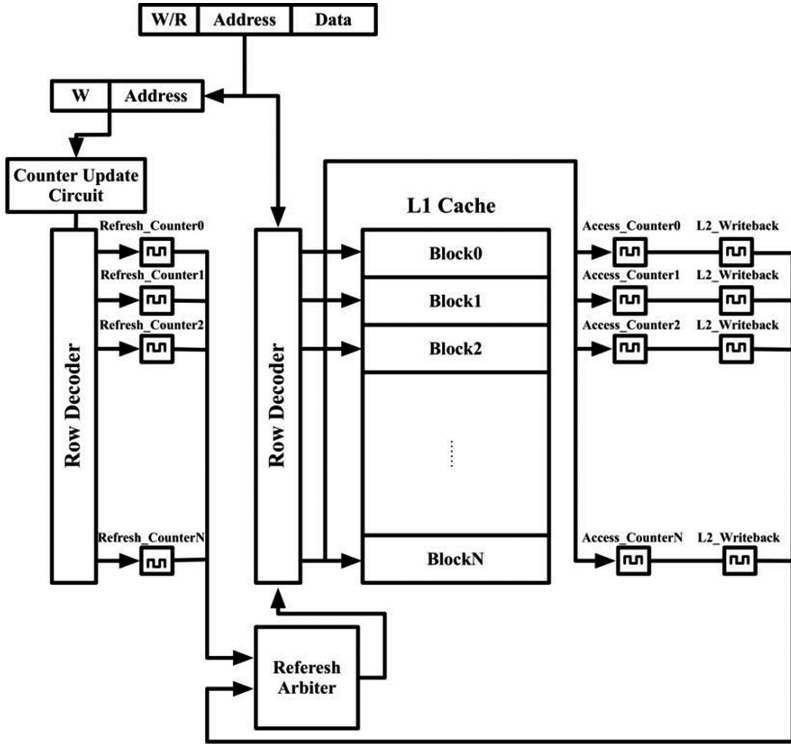 W/R Address Data
W Address
Counter Update
Circuit
Refresh_Counter0
Refresh_Counter1
Refresh_Counter2
Refresh_CounterN
Row Decoder
Row Decoder
L1 Cache
Block0
Block1
Block2
......
BlockN
Access_Counter0 L2_Writeback
Access_Counter1 L2_Writeback
Access_Counter2 L2_Writeback
Access_CounterN L2_Writeback
Referesh
Arbiter